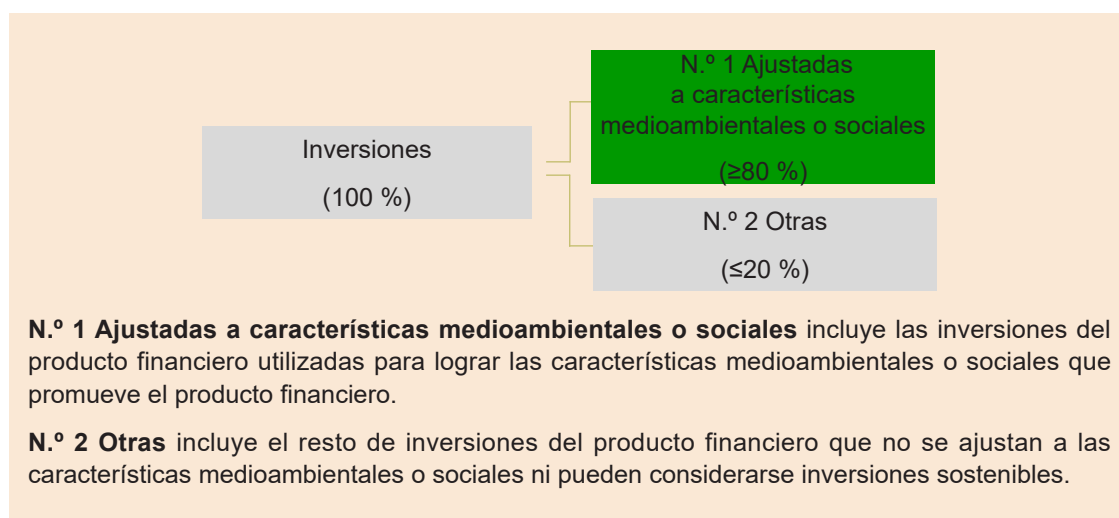 N.º 1 Ajustadas
a características
medioambientales o sociales
(≥80 %)
Inversiones
(100 %)
N.º 2 Otras
(≤20 %)
N.º 1 Ajustadas a características medioambientales o sociales incluye las inversiones del
producto financiero utilizadas para lograr las características medioambientales o sociales que
promueve el producto financiero.
N.º 2 Otras incluye el resto de inversiones del producto financiero que no se ajustan a las
características medioambientales o sociales ni pueden considerarse inversiones sostenibles.